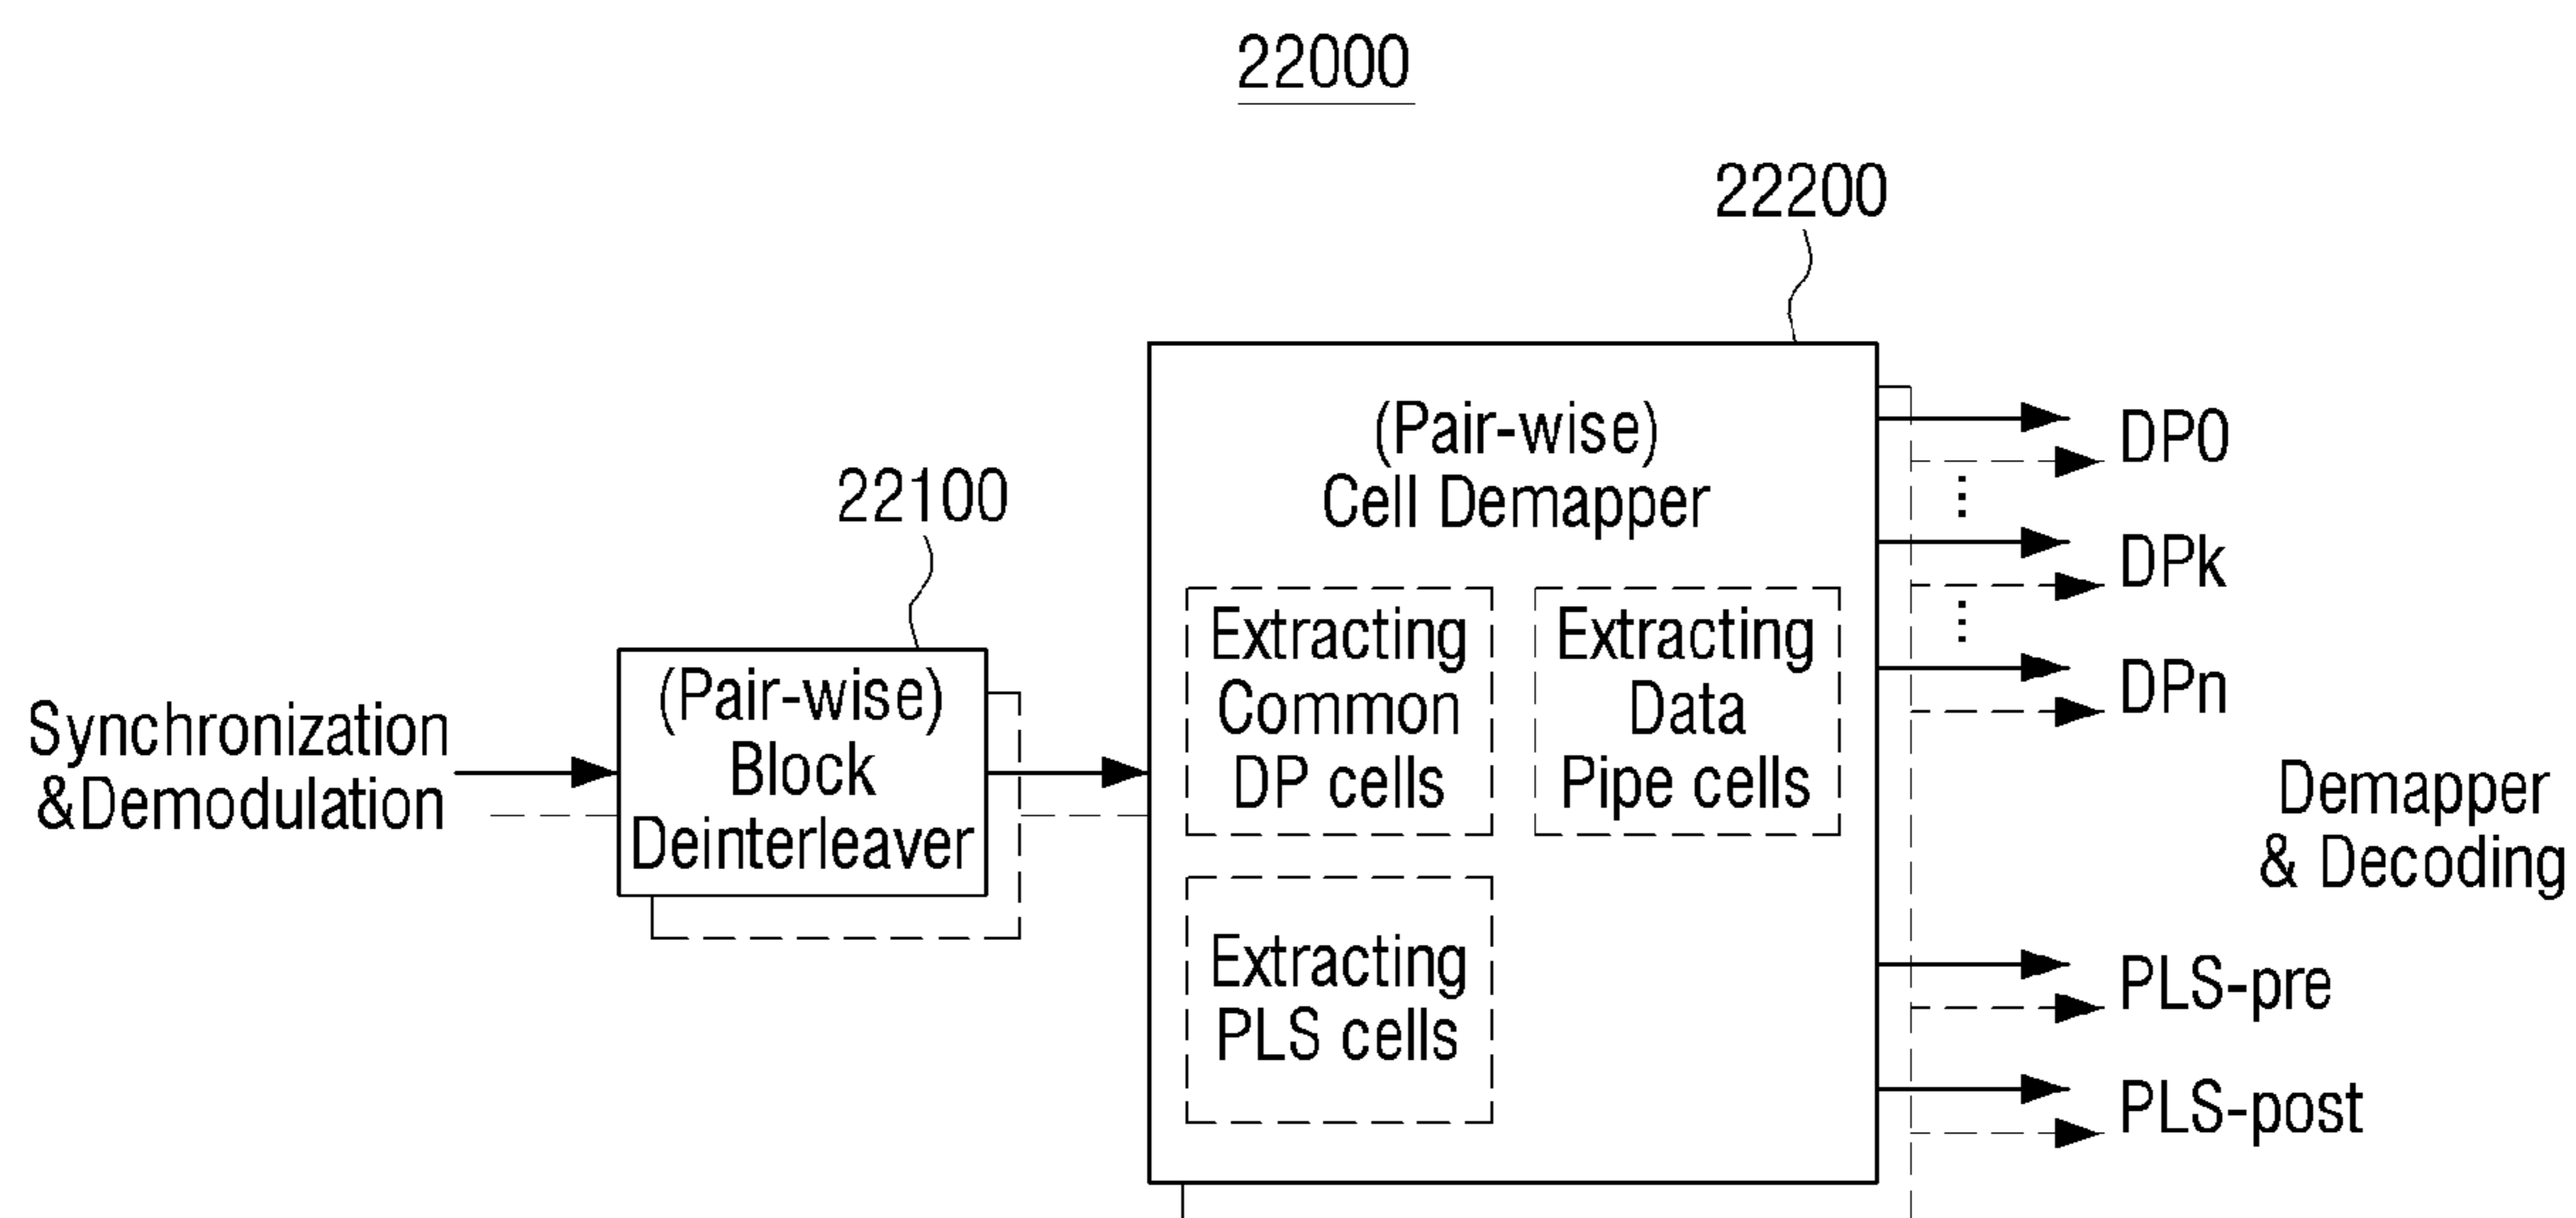 22000
22200
22100
(Pair-wise)
Cell Demapper
Extracting
Common
DP cells
Extracting
Data
Pipe cells
Extracting
PLS cells
(Pair-wise)
Block
Deinterleaver
Synchronization
&Demodulation
DP0
⋮
DPk
⋮
DPn
Demapper
& Decoding
PLS-pre
PLS-post